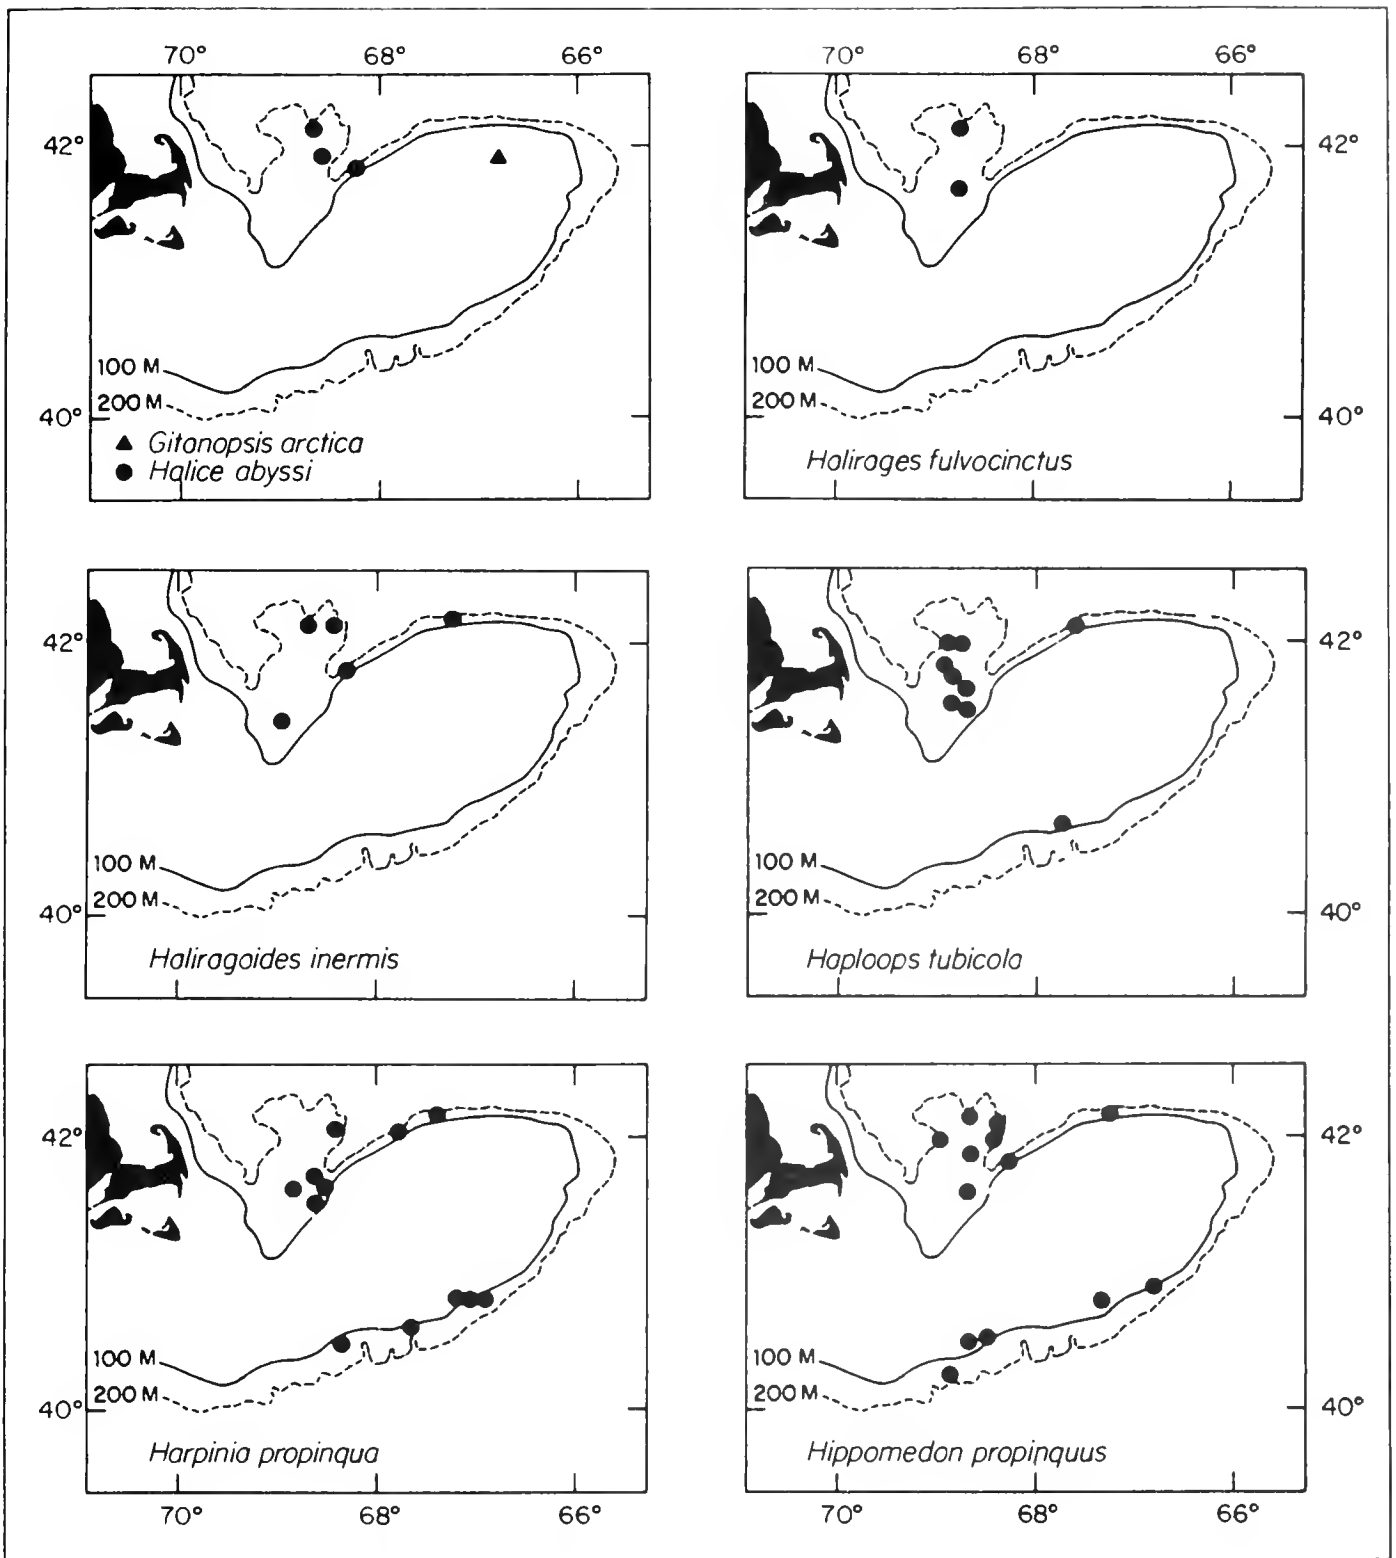 70° 68° 66° 70° 68° 66°
42° 42°
100 M 100 M
200 M 200 M
40° 40°
▲ Gitanopsis arctica
● Halice abyssi
Halirages fulvocinctus
42° 42°
100 M 100 M
200 M 200 M
40° 40°
Haliragoides inermis Haploops tubicola
42° 42°
100 M 100 M
200 M 200 M
40° 40°
Harpinia propinqua Hippomedon propinquus
70° 68° 66° 70° 68° 66°